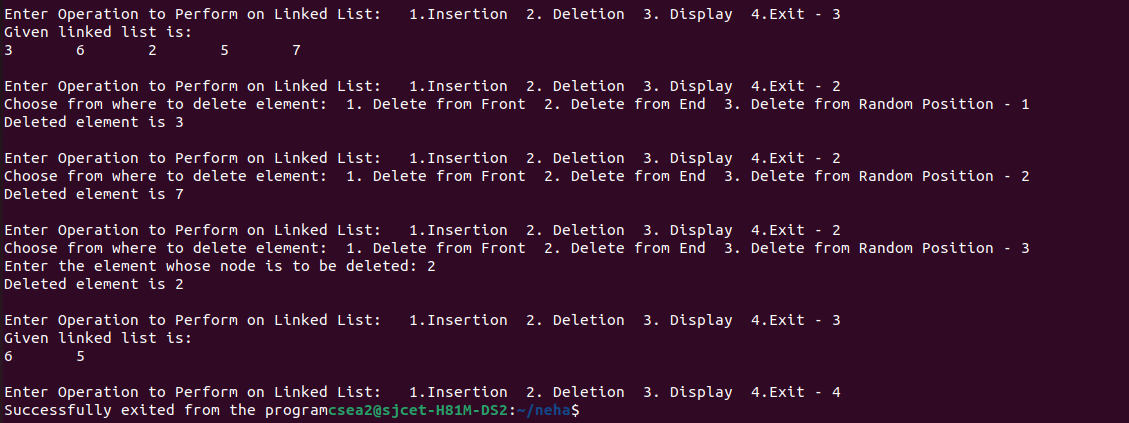 Enter Operation to Perform on Linked List:   1.Insertion  2. Deletion  3. Display  4.Exit - 3
Given linked list is:
3       6       2       5       7
Enter Operation to Perform on Linked List:   1.Insertion  2. Deletion  3. Display  4.Exit - 2
Choose from where to delete element:  1. Delete from Front  2. Delete from End  3. Delete from Random Position - 1
Deleted element is 3
Enter Operation to Perform on Linked List:   1.Insertion  2. Deletion  3. Display  4.Exit - 2
Choose from where to delete element:  1. Delete from Front  2. Delete from End  3. Delete from Random Position - 2
Deleted element is 7
Enter Operation to Perform on Linked List:   1.Insertion  2. Deletion  3. Display  4.Exit - 2
Choose from where to delete element:  1. Delete from Front  2. Delete from End  3. Delete from Random Position - 3
Enter the element whose node is to be deleted: 2
Deleted element is 2
Enter Operation to Perform on Linked List:   1.Insertion  2. Deletion  3. Display  4.Exit - 3
Given linked list is:
6       5
Enter Operation to Perform on Linked List:   1.Insertion  2. Deletion  3. Display  4.Exit - 4
Successfully exited from the programcsea2@sjcet-H81M-DS2:~/neha$